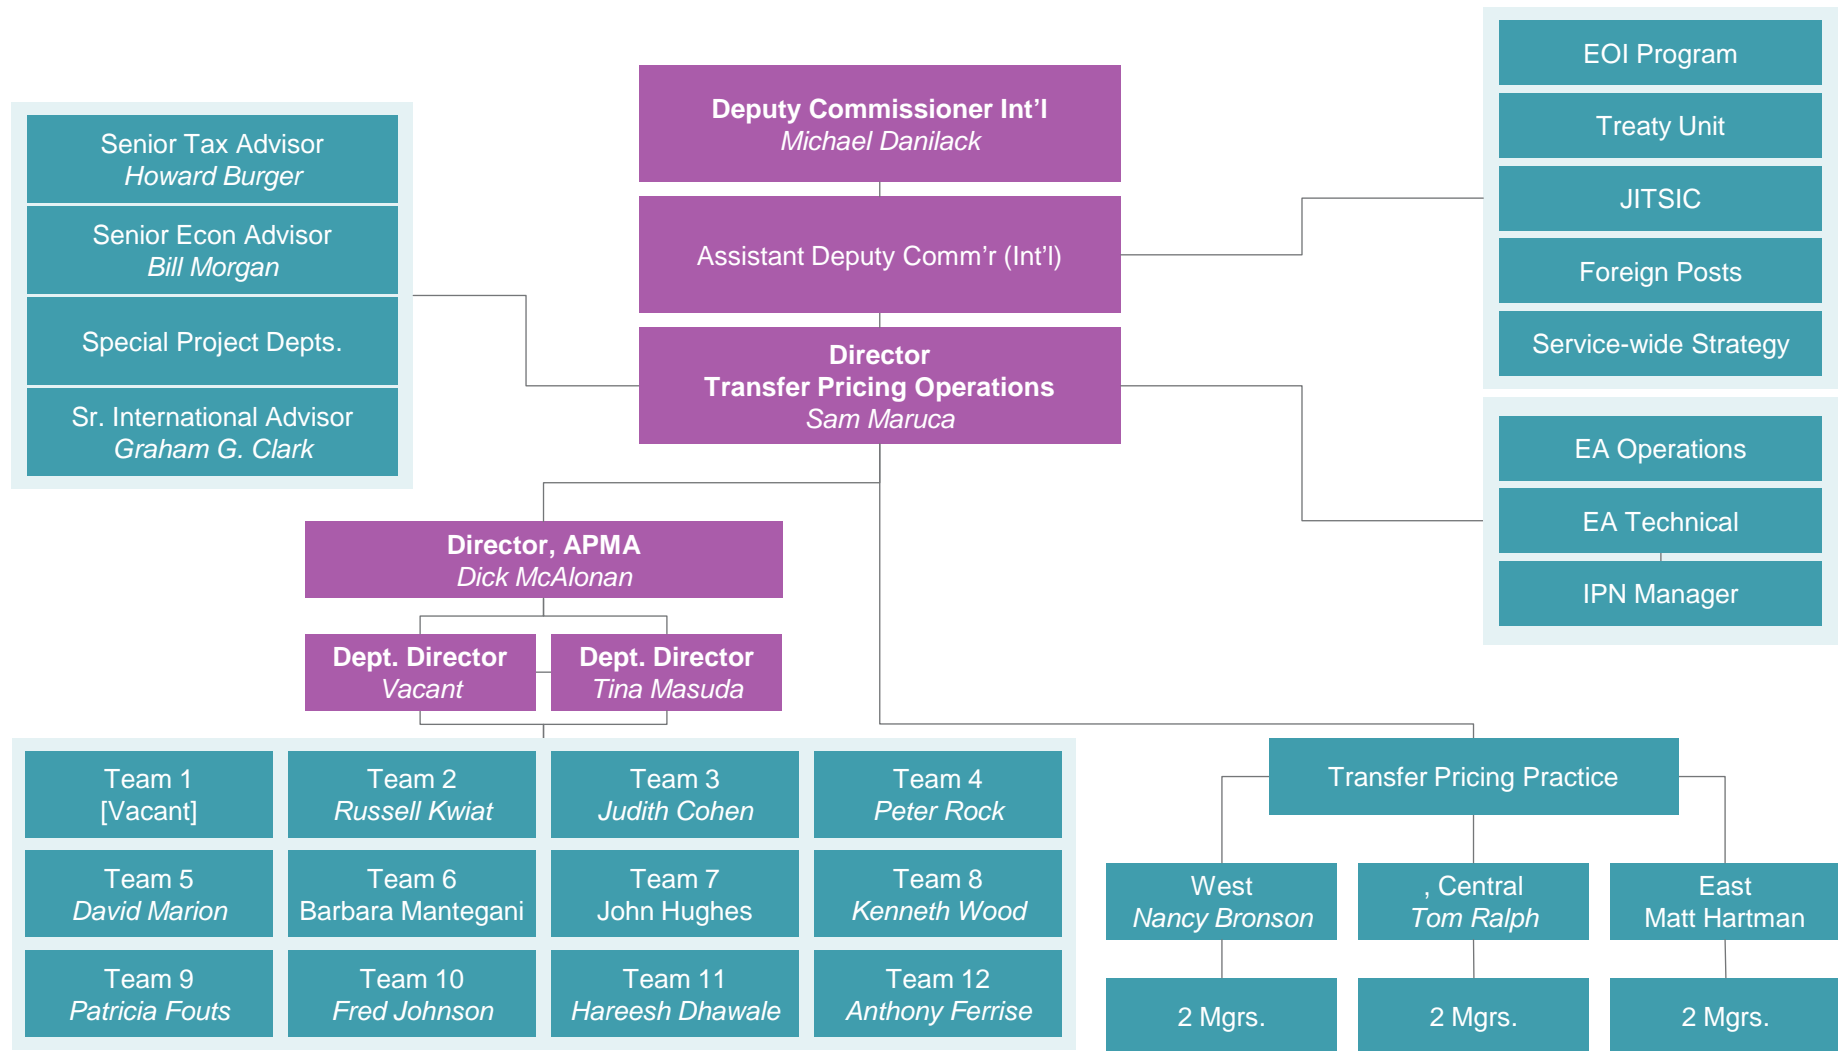 Deputy Commissioner Int'l
Michael Danilack
Assistant Deputy Comm'r (Int'l)
Director
Transfer Pricing Operations
Sam Maruca
Senior Tax Advisor
Howard Burger
Senior Econ Advisor
Bill Morgan
Special Project Depts.
Sr. International Advisor
Graham G. Clark
EOI Program
Treaty Unit
JITSIC
Foreign Posts
Service-wide Strategy
EA Operations
EA Technical
IPN Manager
Director, APMA
Dick McAlonan
Dept. Director
Vacant
Dept. Director
Tina Masuda
Team 1
[Vacant]
Team 2
Russell Kwiat
Team 3
Judith Cohen
Team 4
Peter Rock
Team 5
David Marion
Team 6
Barbara Mantegani
Team 7
John Hughes
Team 8
Kenneth Wood
Team 9
Patricia Fouts
Team 10
Fred Johnson
Team 11
Hareesh Dhawale
Team 12
Anthony Ferrise
Transfer Pricing Practice
West
Nancy Bronson
, Central
Tom Ralph
East
Matt Hartman
2 Mgrs.
2 Mgrs.
2 Mgrs.